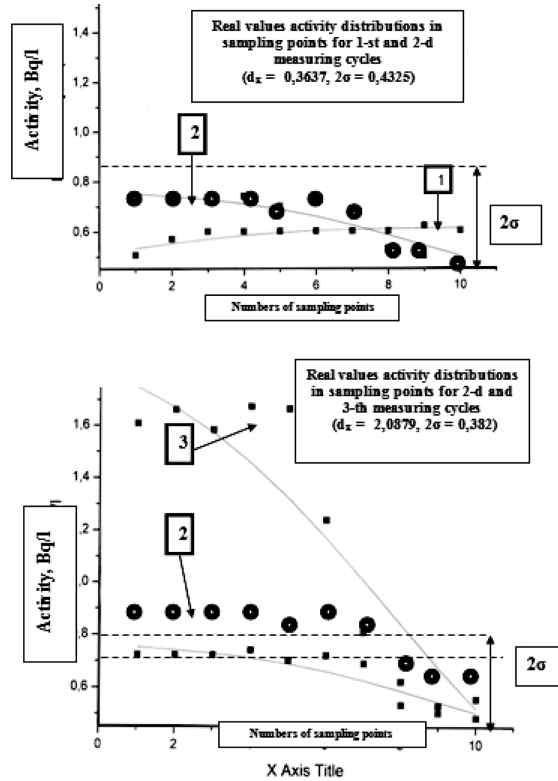 Real values activity distributions in
sampling points for 1-st and 2-d
measuring cycles
(dx = 0,3637, 2σ = 0,4325)
Activity, Bq/l
1,4
1,2
1,0
0,8
0,6
2
1
2σ
0 2 4 6 8 10
Numbers of sampling points
Real values activity distributions
in sampling points for 2-d and
3-th measuring cycles
(dx = 2,0879, 2σ = 0,382)
Activity, Bq/l
1,6
1,4
1,2
,0
0,8
0,6
3
2
2σ
0 2 10
Numbers of sampling points
X Axis Title